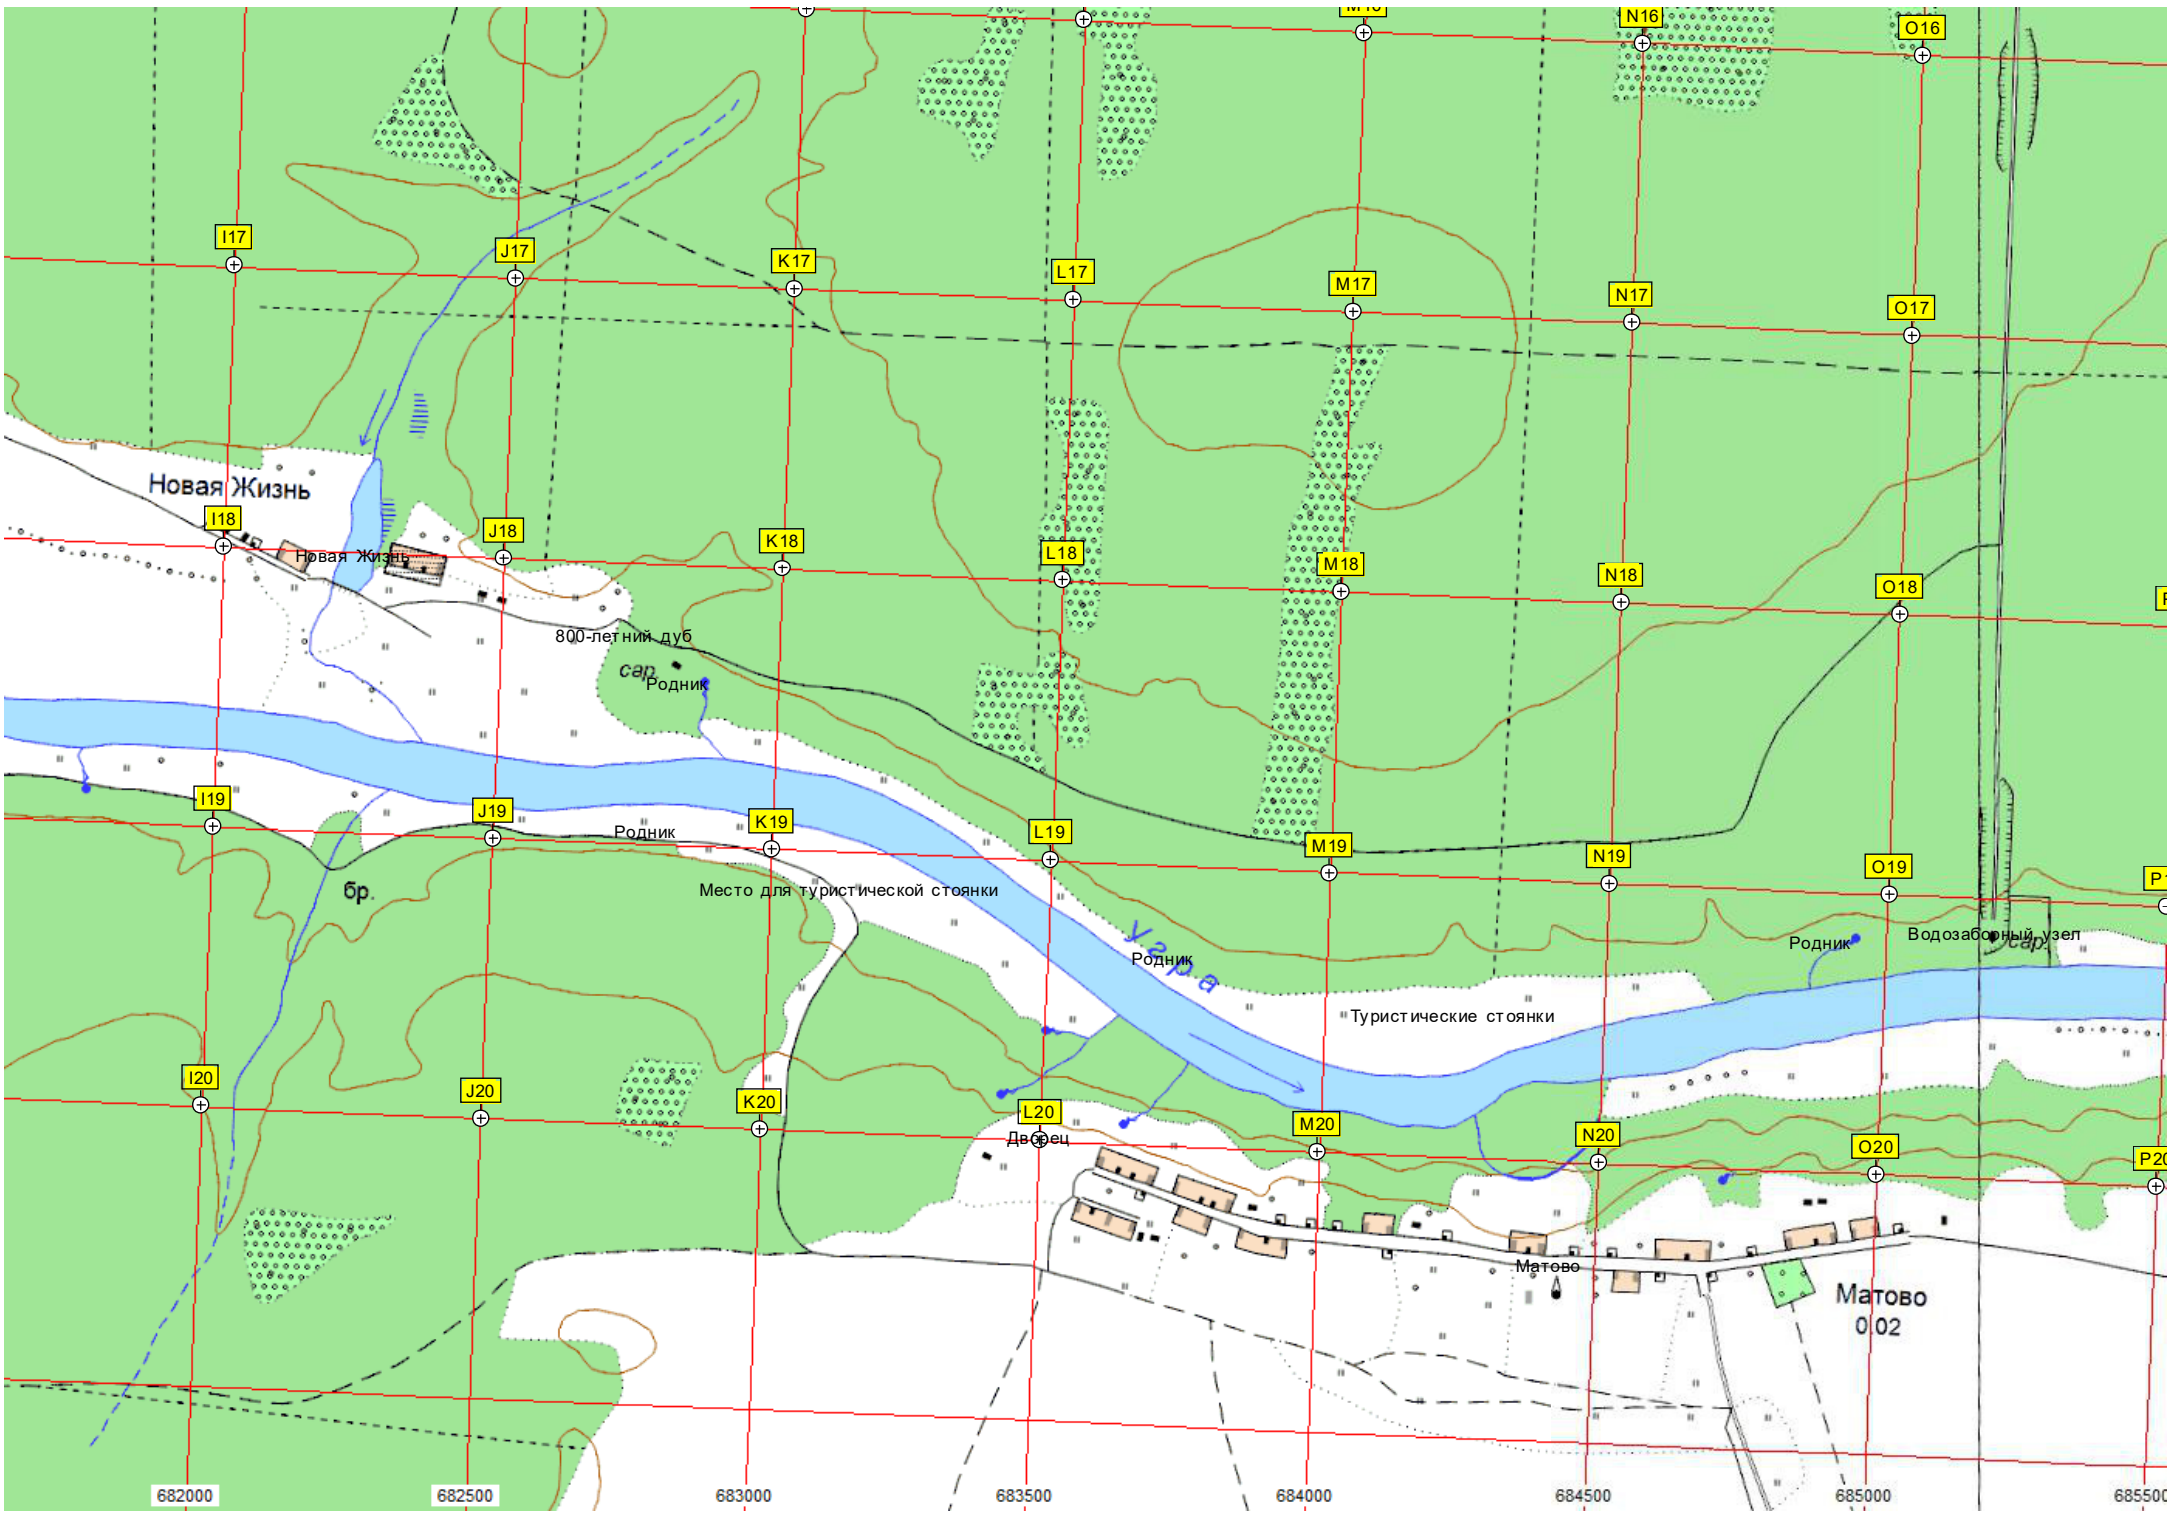 N16
O16
I17
J17
K17
L17
M17
N17
O17
Новая Жизнь
I18
J18
K18
L18
M18
N18
O18
Новая Жизнь
800-летний дуб
сар.
Родник
I19
J19
K19
L19
M19
N19
O19
Родник
бр.
Место для туристической стоянки
Угра
Родник
Родник
Водозаборный узел
сар.
Туристические стоянки
I20
J20
K20
L20
M20
N20
O20
P20
Дворец
Матово
Матово
0.02
682000
682500
683000
683500
684000
684500
685000
685500